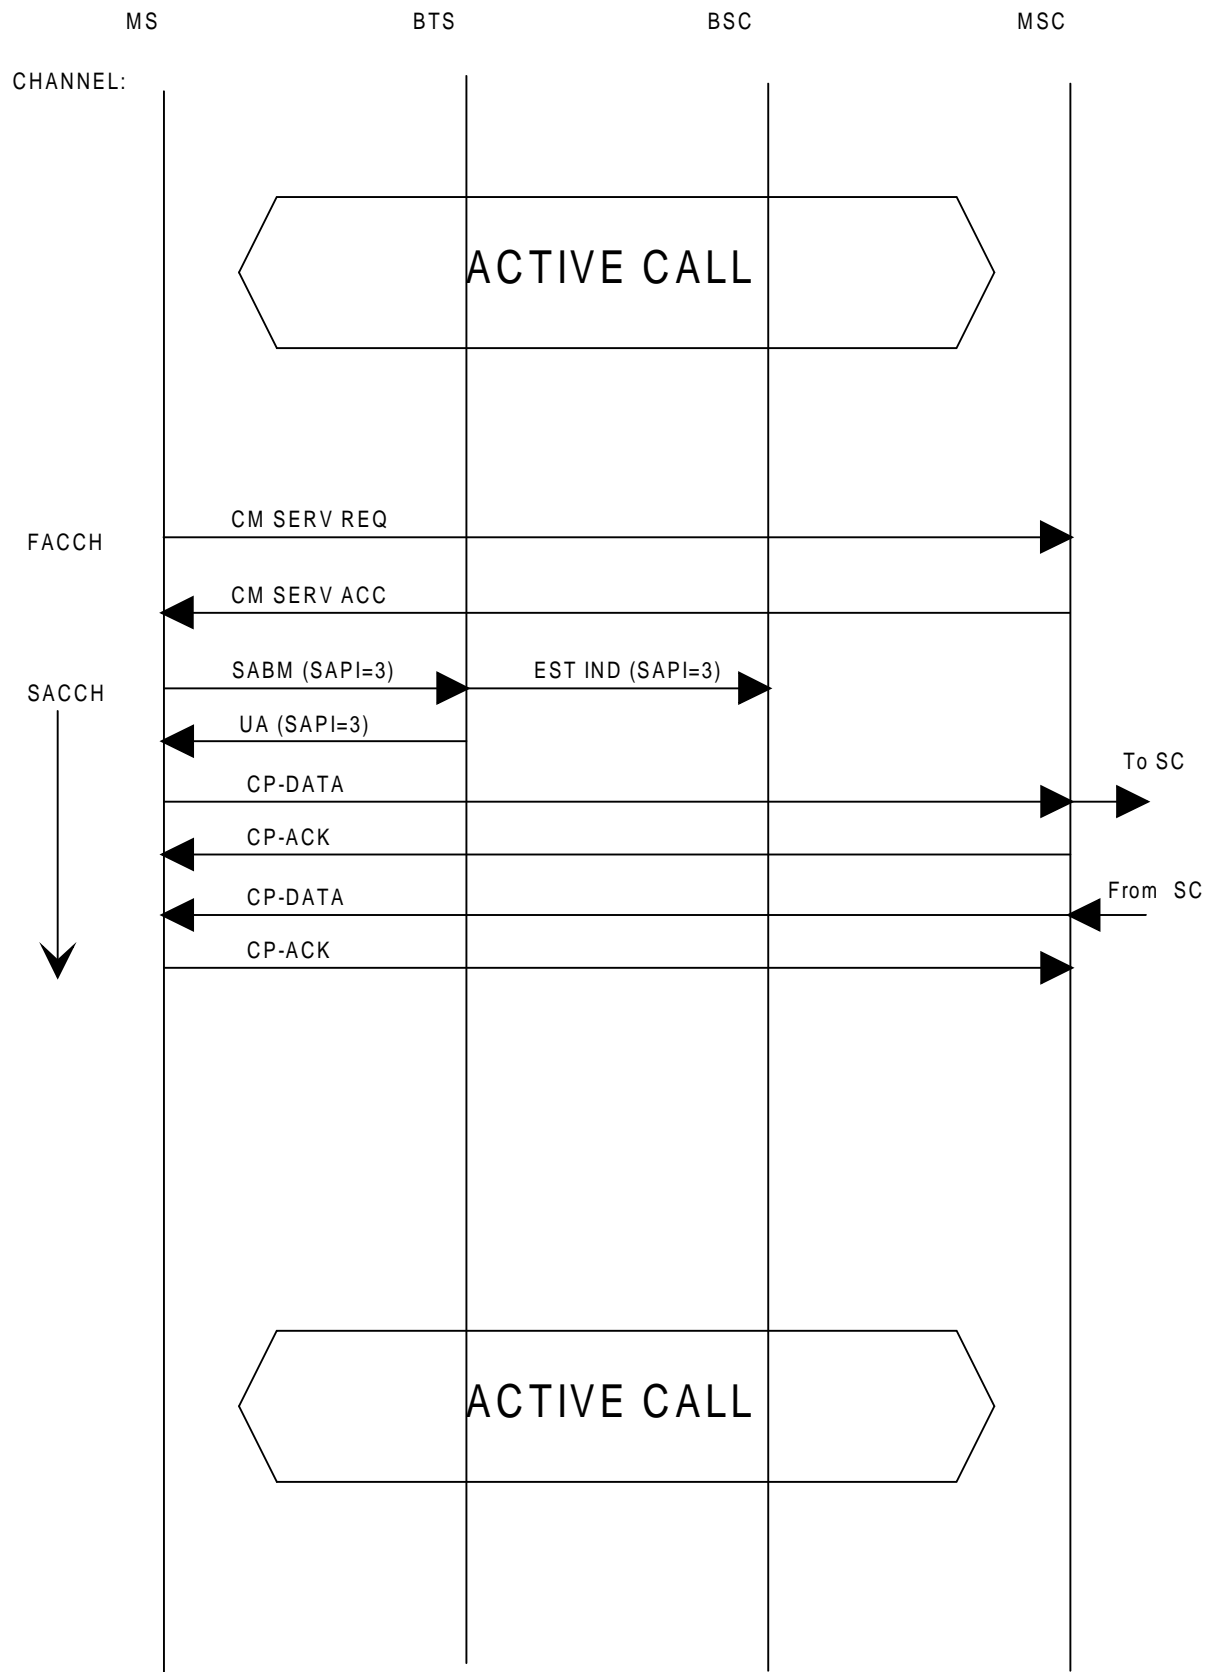 MS BTS BSC MSC
CHANNEL:
ACTIVE CALL
CM SERV REQ
FACCH
CM SERV ACC
SABM (SAPI=3) EST IND (SAPI=3)
SACCH
UA (SAPI=3)
To SC
CP-DATA
CP-ACK
From SC
CP-DATA
CP-ACK
ACTIVE CALL